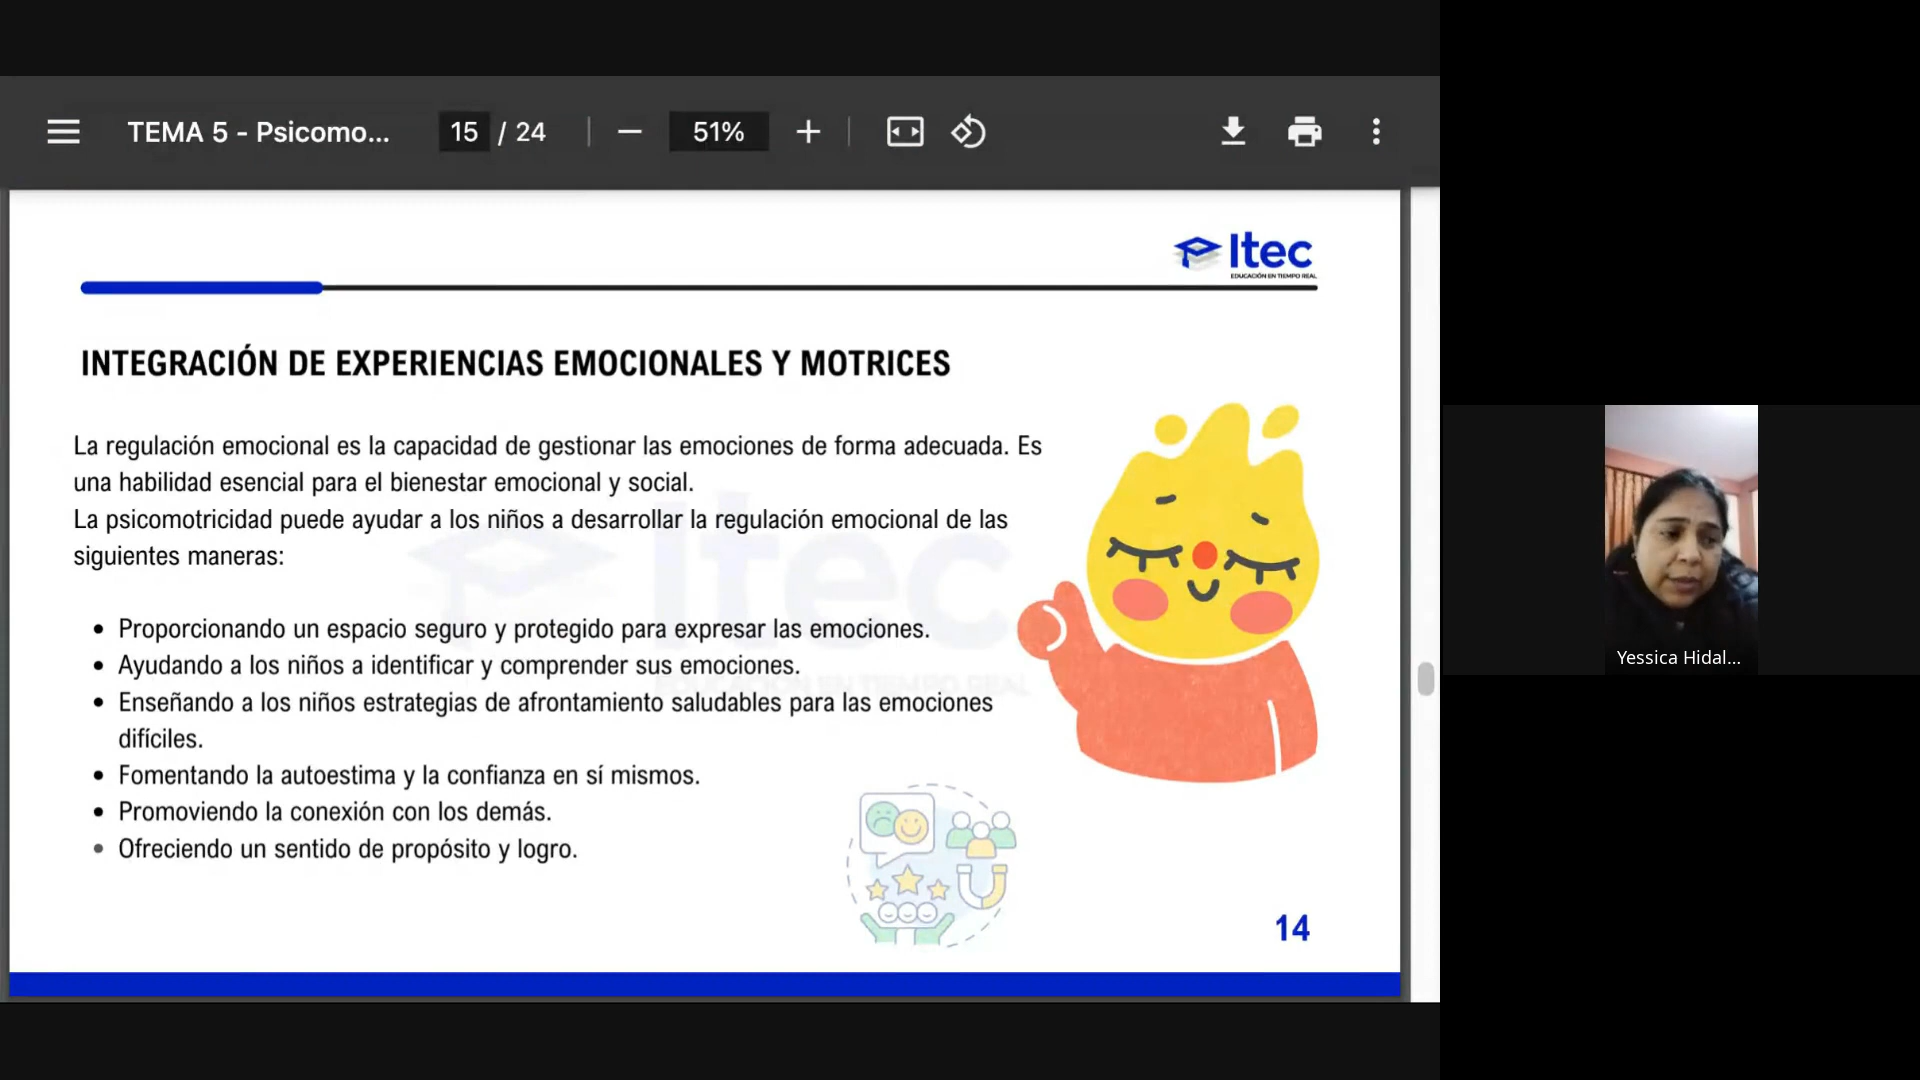 TEMA 5 - Psicomo...
15 / 24
51%
Itec
EDUCACIÓN EN TIEMPO REAL
INTEGRACIÓN DE EXPERIENCIAS EMOCIONALES Y MOTRICES
La regulación emocional es la capacidad de gestionar las emociones de forma adecuada. Es
una habilidad esencial para el bienestar emocional y social.
La psicomotricidad puede ayudar a los niños a desarrollar la regulación emocional de las
siguientes maneras:
Itec
EDUCACIÓN EN TIEMPO REAL
• Proporcionando un espacio seguro y protegido para expresar las emociones.
• Ayudando a los niños a identificar y comprender sus emociones.
• Enseñando a los niños estrategias de afrontamiento saludables para las emociones
difíciles.
• Fomentando la autoestima y la confianza en sí mismos.
• Promoviendo la conexión con los demás.
• Ofreciendo un sentido de propósito y logro.
14
Yessica Hidal...